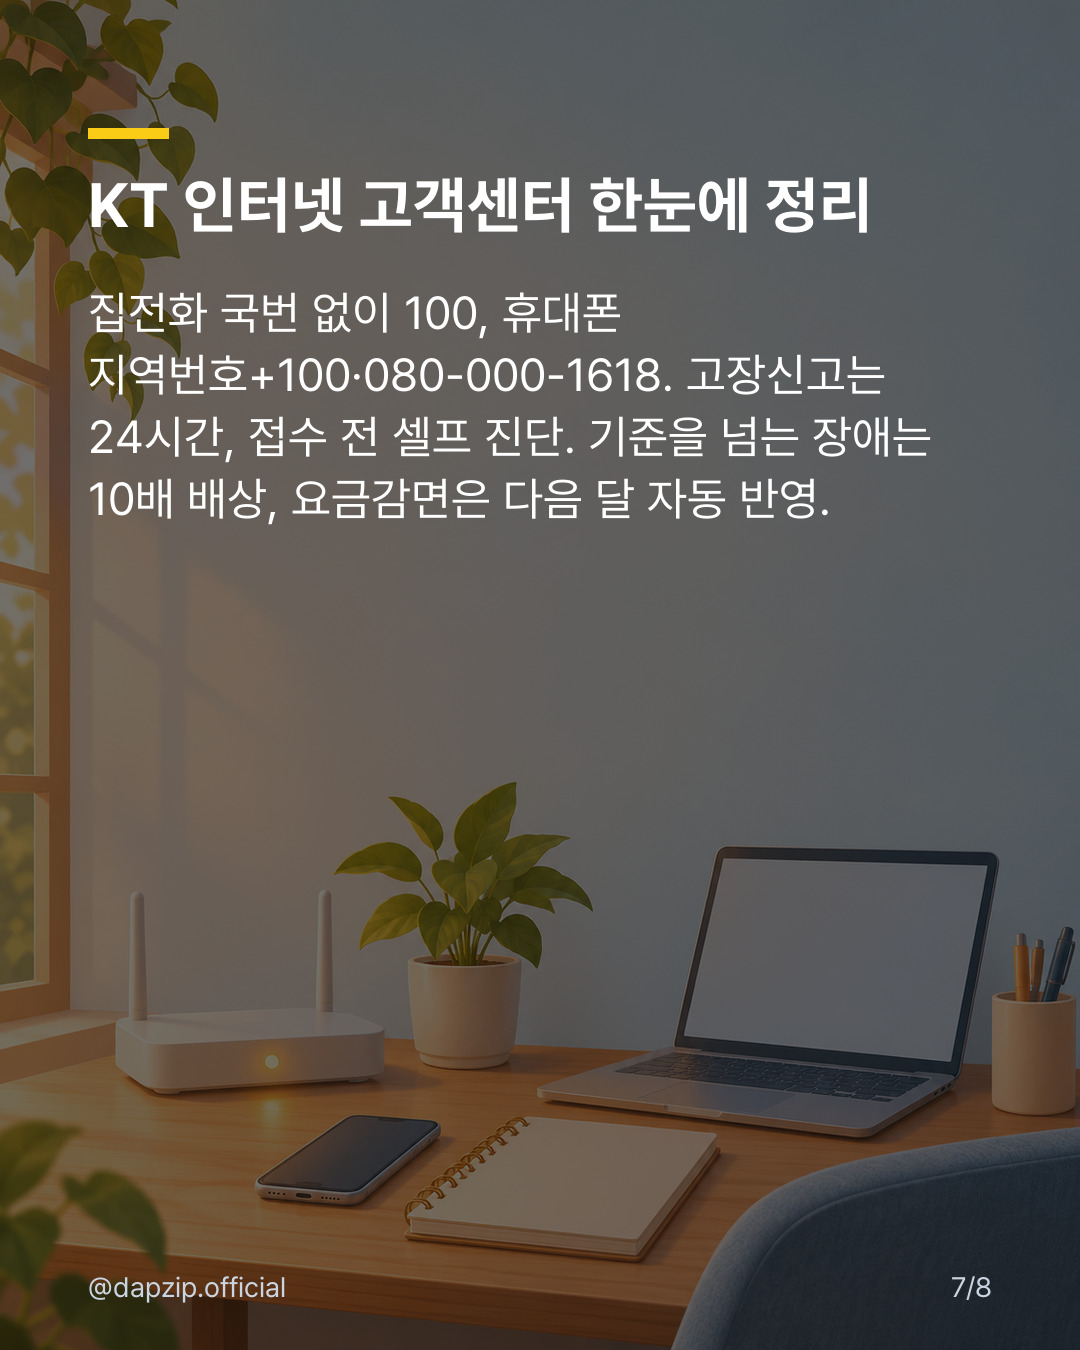 KT 인터넷 고객센터 한눈에 정리
집전화 국번 없이 100, 휴대폰
지역번호+100·080-000-1618. 고장신고는
24시간, 접수 전 셀프 진단. 기준을 넘는 장애는
10배 배상, 요금감면은 다음 달 자동 반영.
@dapzip.official
7/8